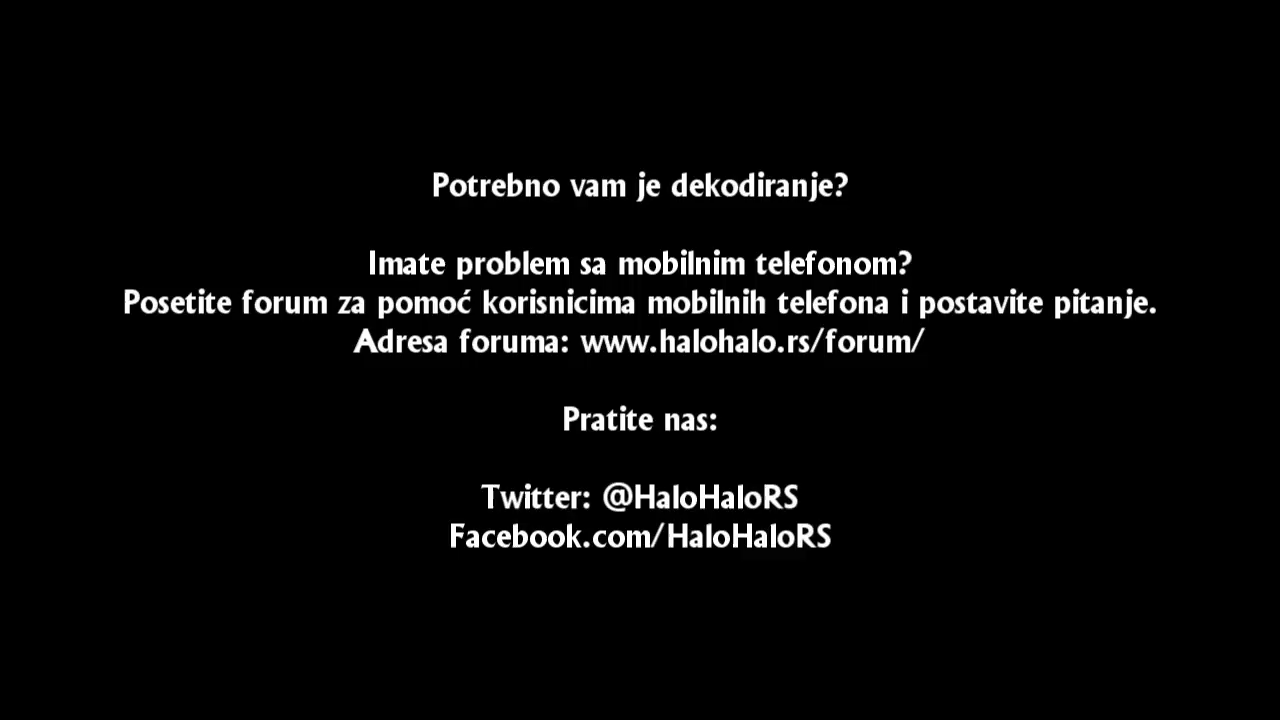 Potrebno vam je dekodiranje?
Imate problem sa mobilnim telefonom?
Posetite forum za pomoć korisnicima mobilnih telefona i postavite pitanje.
Adresa foruma: www.halohalo.rs/forum/
Pratite nas:
Twitter: @HaloHaloRS
Facebook.com/HaloHaloRS